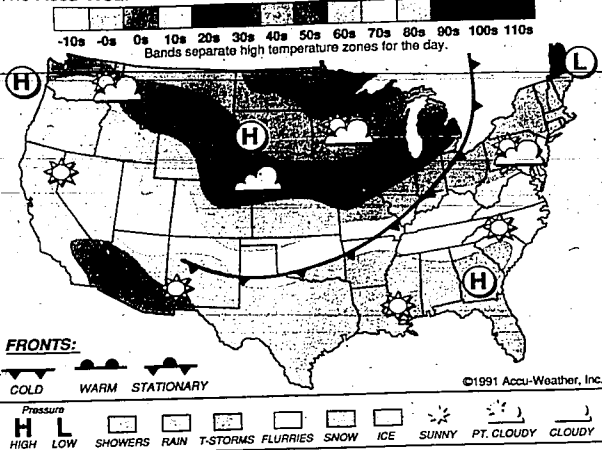 -10s -0s 0s 10s 20s 30s 40s 50s 60s 70s 80s 90s 100s 110s
Bands separate high temperature zones for the day.
H
L
H
H
FRONTS:
COLD WARM STATIONARY
©1991 Accu-Weather, Inc.
Pressure
H L
HIGH LOW SHOWERS RAIN T-STORMS FLURRIES SNOW ICE SUNNY PT. CLOUDY CLOUDY